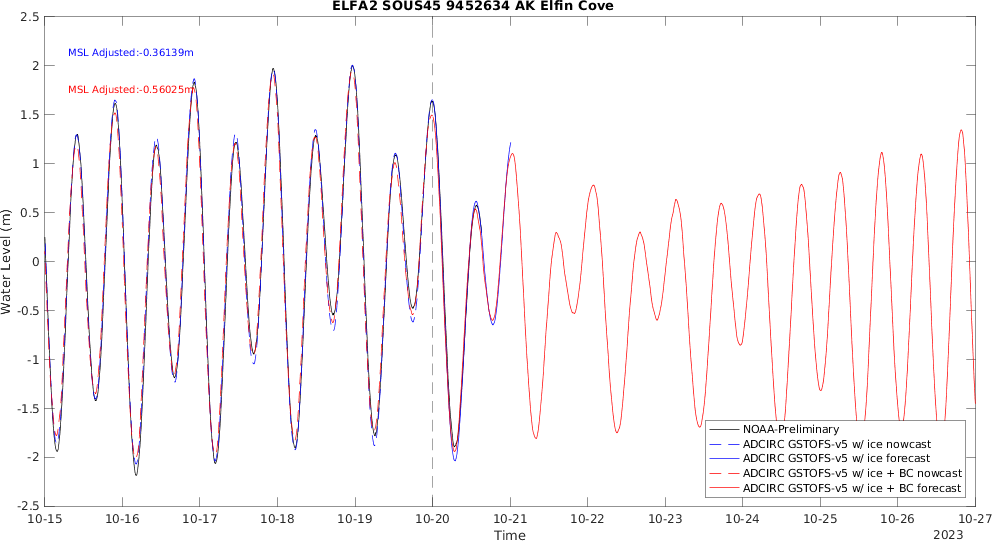 ELFA2 SOUS45 9452634 AK Elfin Cove
MSL Adjusted:-0.36139m
MSL Adjusted:-0.56025m
Water Level (m)
2.5
2
1.5
1
0.5
0
-0.5
-1
-1.5
-2
-2.5
NOAA-Preliminary
ADCIRC GSTOFS-v5 w/ ice nowcast
ADCIRC GSTOFS-v5 w/ ice forecast
ADCIRC GSTOFS-v5 w/ ice + BC nowcast
ADCIRC GSTOFS-v5 w/ ice + BC forecast
10-15 10-16 10-17 10-18 10-19 10-20 10-21 10-22 10-23 10-24 10-25 10-26 10-27
Time
2023